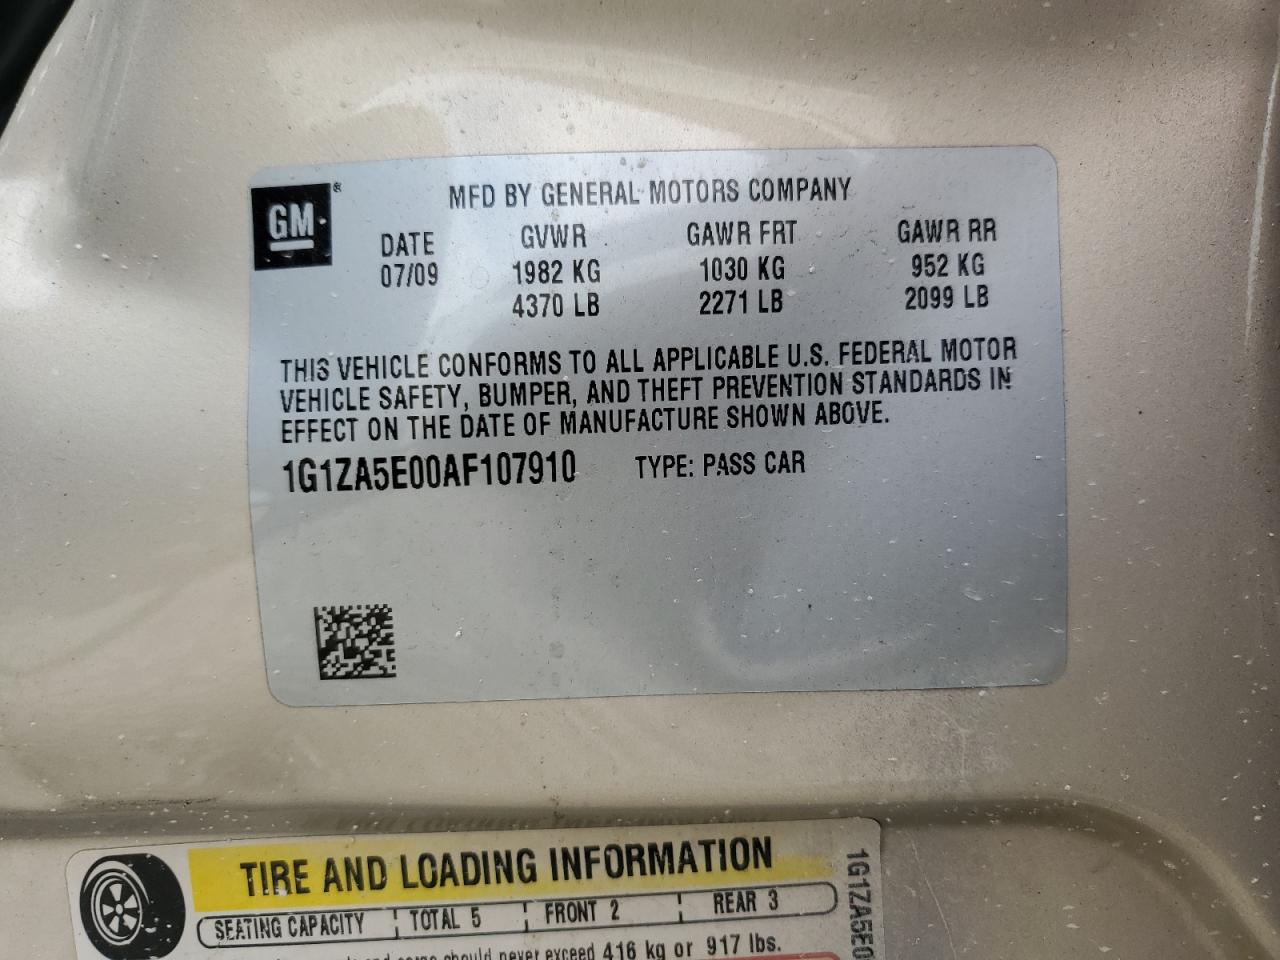 GM ®
MFD BY GENERAL MOTORS COMPANY
DATE GVWR GAWR FRT GAWR RR
07/09 1982 KG 1030 KG 952 KG
4370 LB 2271 LB 2099 LB
THIS VEHICLE CONFORMS TO ALL APPLICABLE U.S. FEDERAL MOTOR
VEHICLE SAFETY, BUMPER, AND THEFT PREVENTION STANDARDS IN
EFFECT ON THE DATE OF MANUFACTURE SHOWN ABOVE.
1G1ZA5E00AF107910 TYPE: PASS CAR
TIRE AND LOADING INFORMATION
SEATING CAPACITY TOTAL 5 FRONT 2 REAR 3
and cargo should never exceed 416 kg or 917 lbs.
1G1ZA5E0